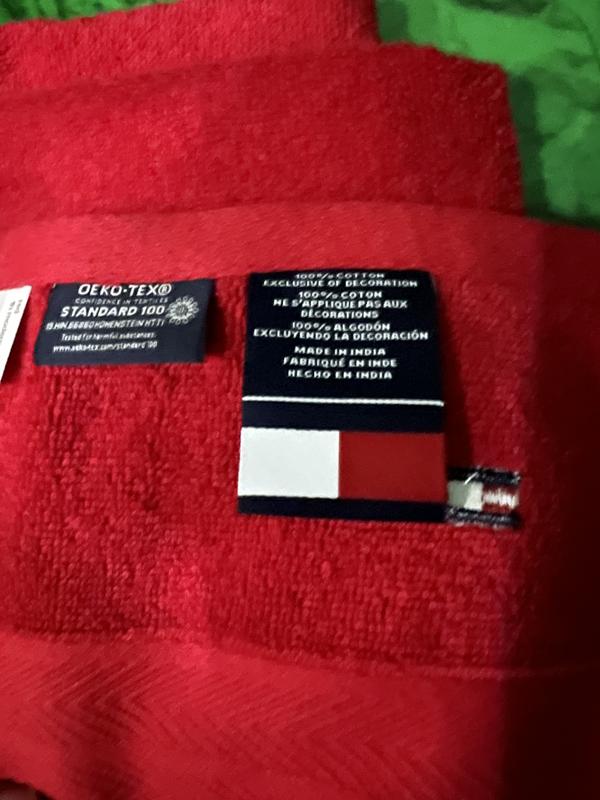 OEKO-TEX®
CONFIDENCE IN TEXTILES
STANDARD 100
Tested for harmful substances.
www.oeko-tex.com/standard100
100% COTTON
EXCLUSIVE OF DECORATION
100% COTON
NE S'APPLIQUE PAS AUX
DÉCORATIONS
100% ALGODÓN
EXCLUYENDO LA DECORACIÓN
MADE IN INDIA
FABRIQUÉ EN INDE
HECHO EN INDIA